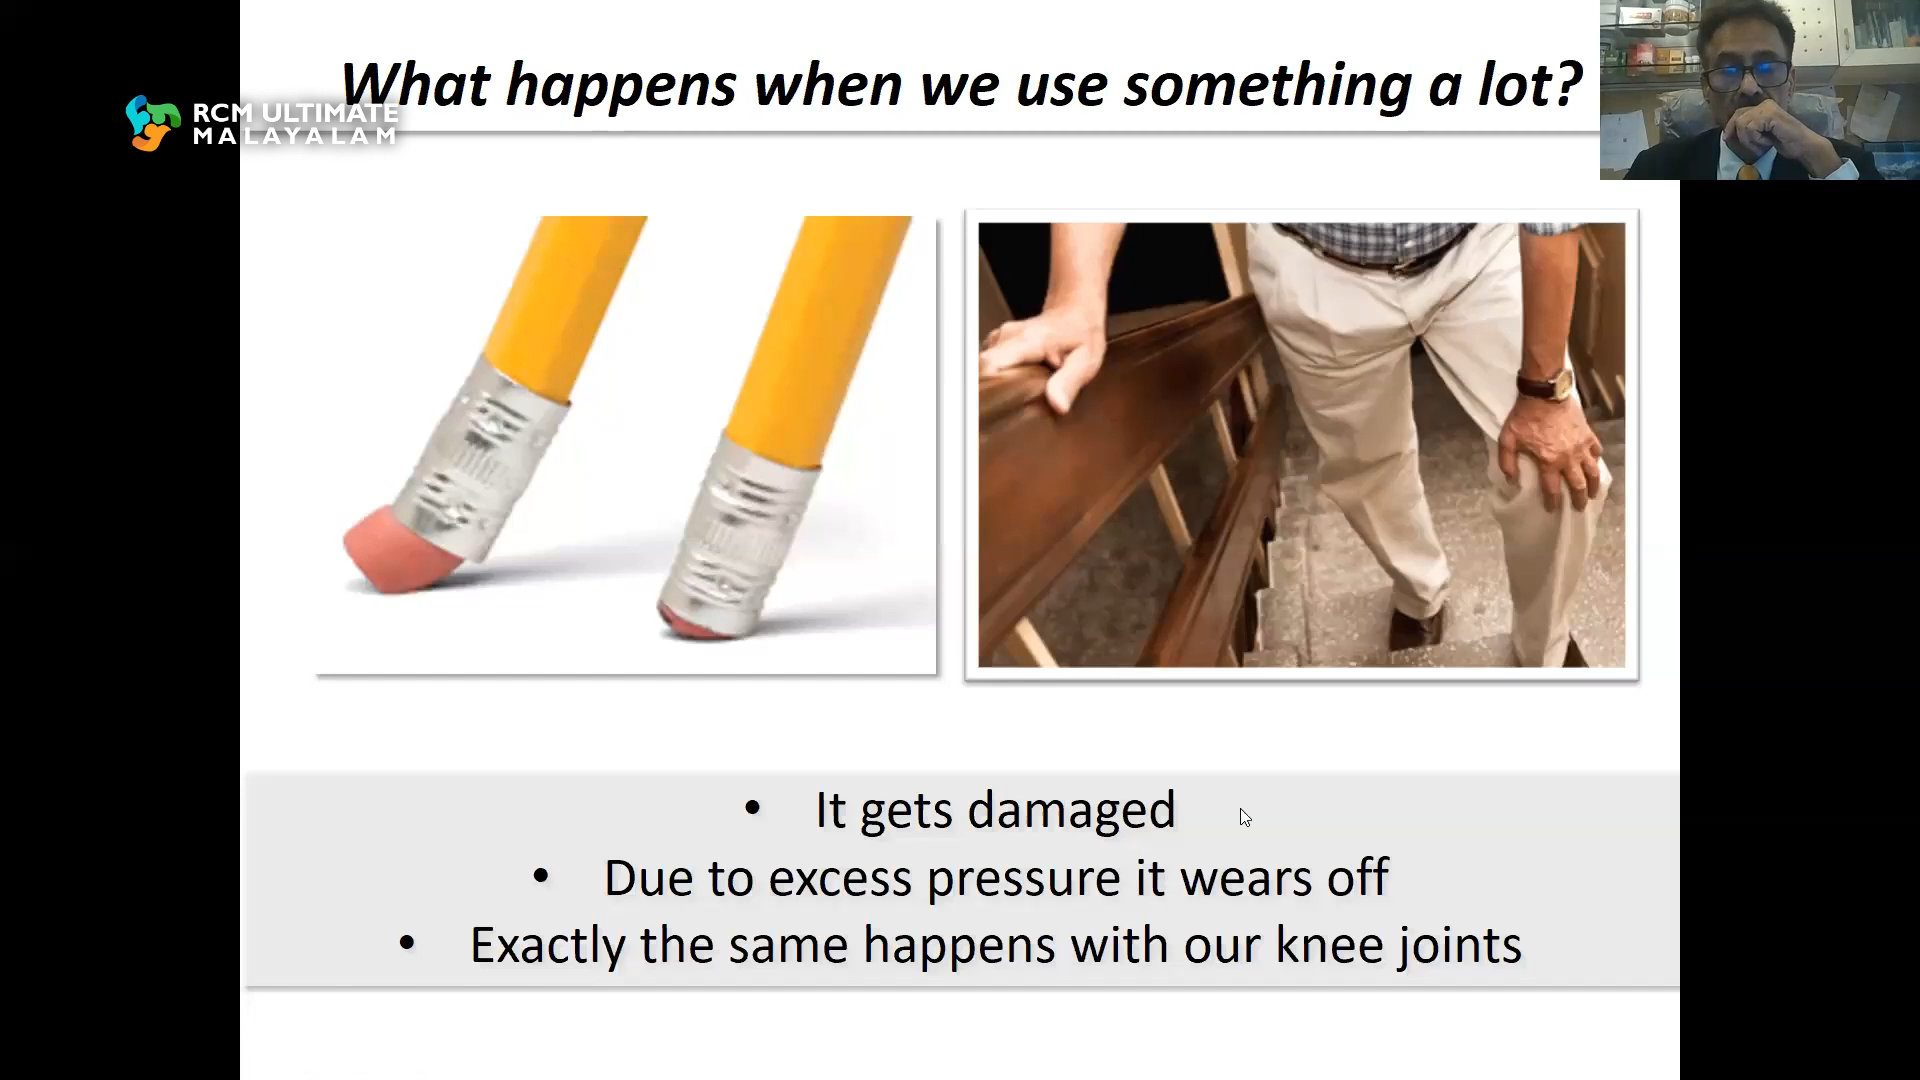 What happens when we use something a lot?
RCM ULTIMATE
MALAYALAM
• It gets damaged
• Due to excess pressure it wears off
• Exactly the same happens with our knee joints